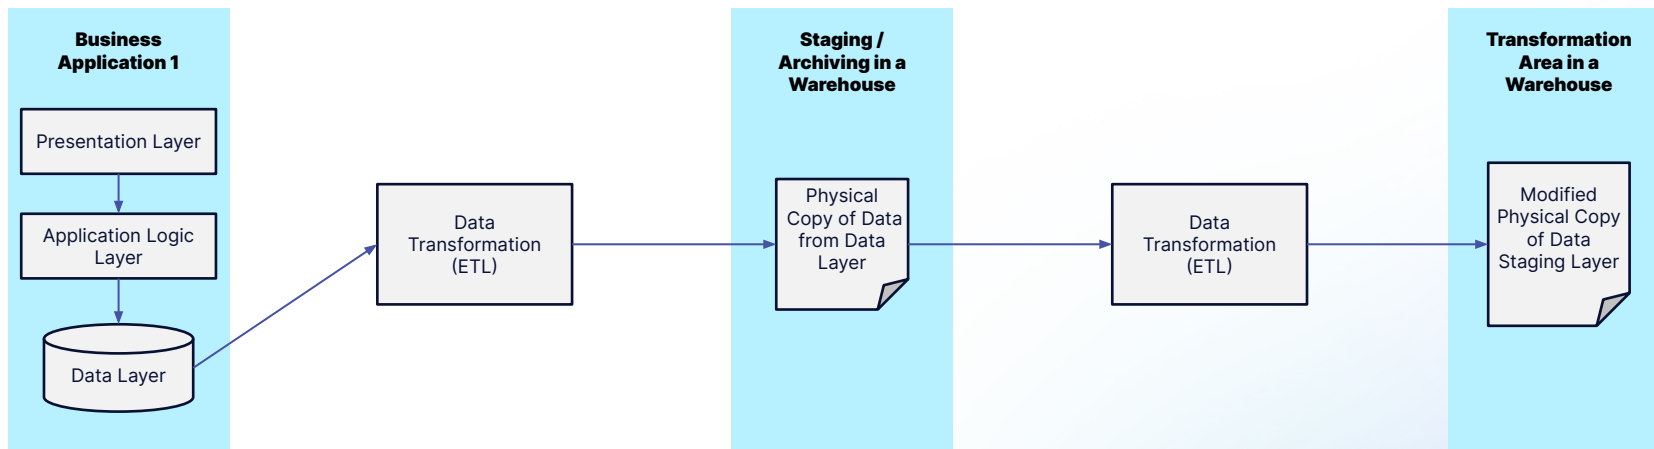 Business
Application 1
Presentation Layer
Application Logic
Layer
Data Layer
Data
Transformation
(ETL)
Staging /
Archiving in a
Warehouse
Physical
Copy of Data
from Data
Layer
Data
Transformation
(ETL)
Transformation
Area in a
Warehouse
Modified
Physical Copy
of Data
Staging Layer